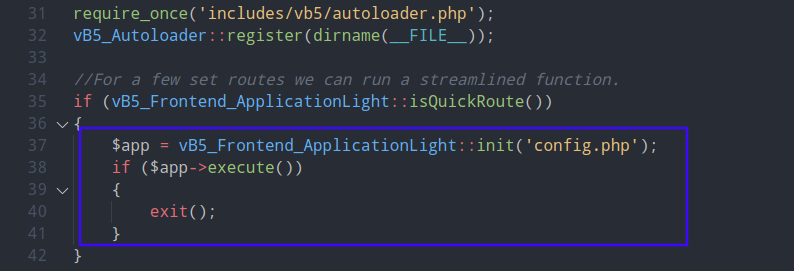 31 require_once('includes/vb5/autoloader.php');
32 vB5_Autoloader::register(dirname(__FILE__));
33
34 //For a few set routes we can run a streamlined function.
35 if (vB5_Frontend_ApplicationLight::isQuickRoute())
36 {
37 $app = vB5_Frontend_ApplicationLight::init('config.php');
38 if ($app->execute())
39 {
40 exit();
41 }
42 }